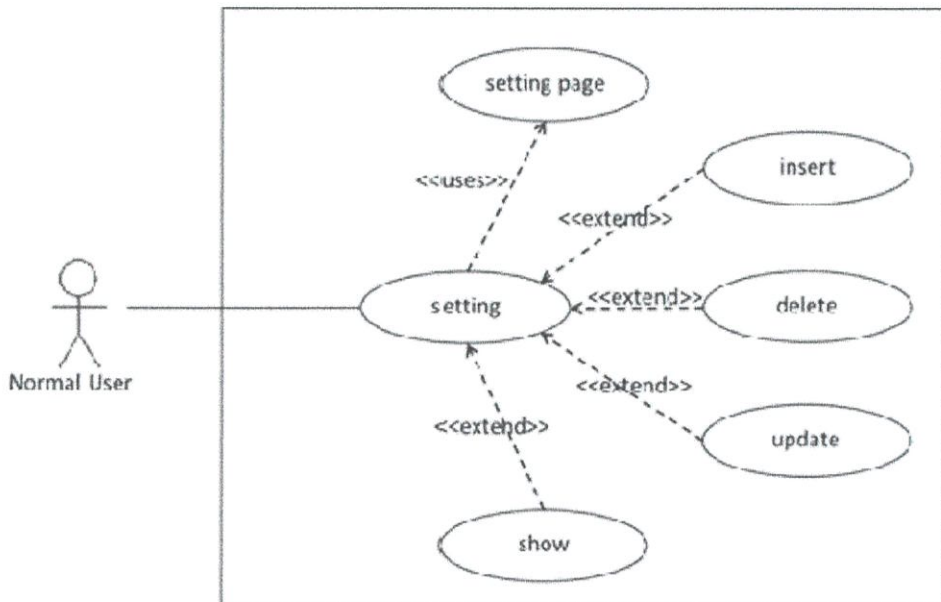 setting page
<<uses>>
insert
<<extend>>
setting
<<extend>>
delete
Normal User
<<extend>>
<<extend>>
update
show